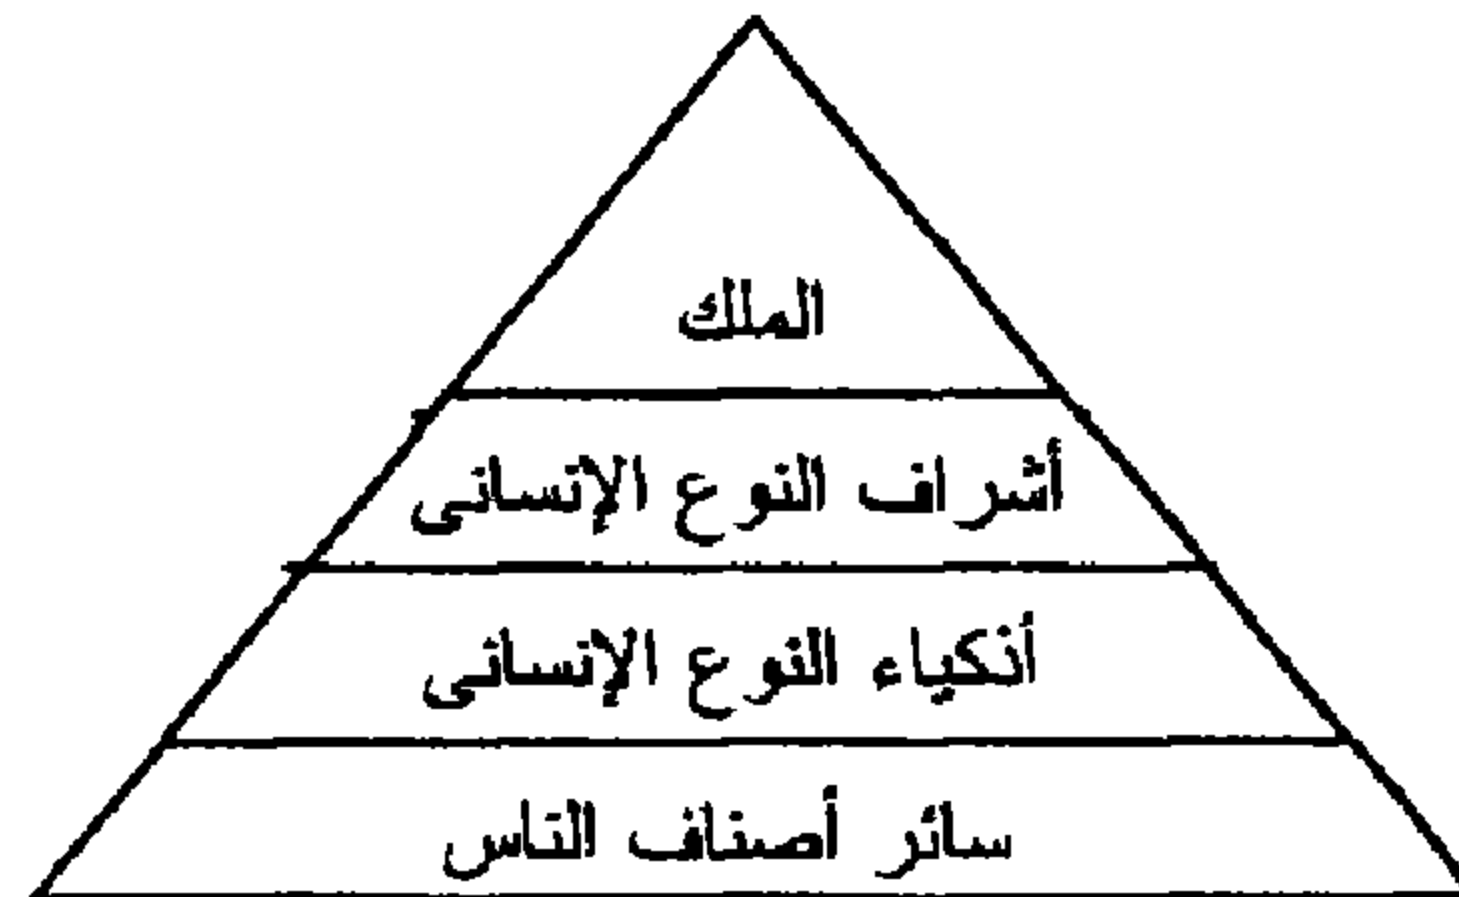 الملك
أشراف النوع الإنسانى
أذكياء النوع الإنسانى
سائر أصناف الناس